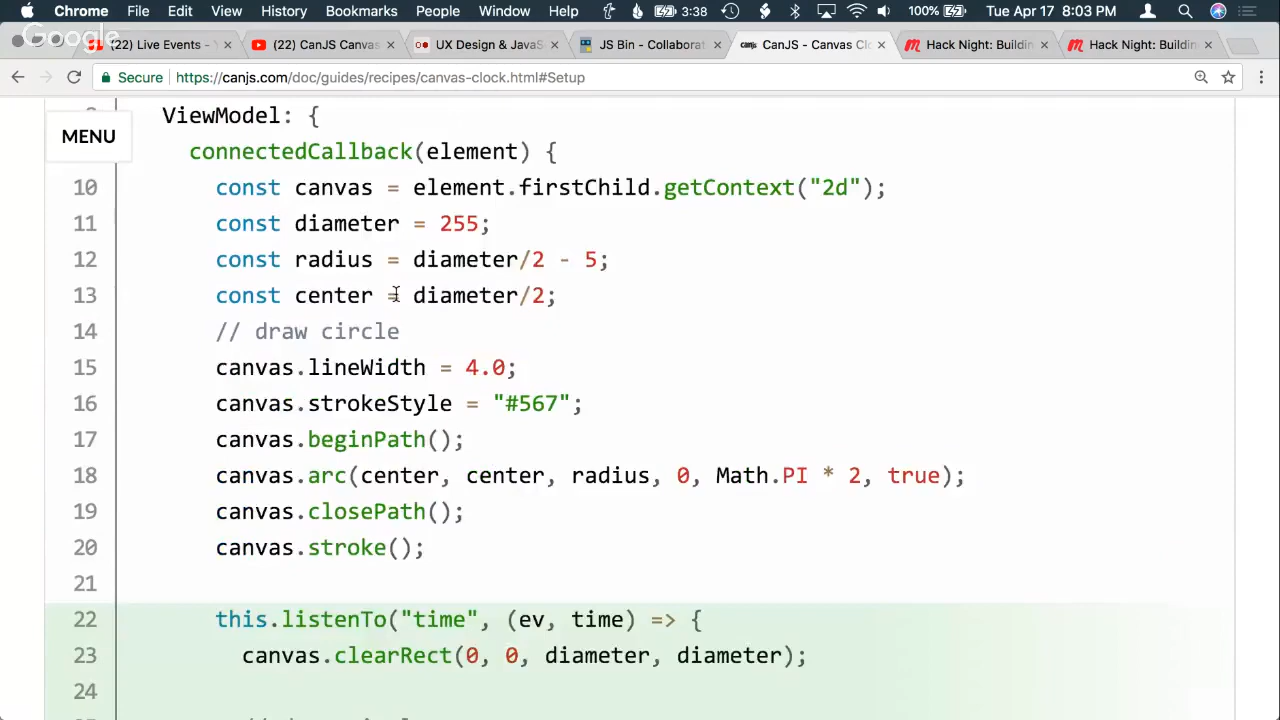 Chrome File Edit View History Bookmarks People Window Help 3:38 100% Tue Apr 17 8:03 PM
Google
(22) Live Events - Y (22) CanJS Canvas UX Design & JavaS JS Bin - Collaborat CanJS - Canvas Clo Hack Night: Building Hack Night: Building
Secure https://canjs.com/doc/guides/recipes/canvas-clock.html#Setup
MENU
ViewModel: {
connectedCallback(element) {
10 const canvas = element.firstChild.getContext("2d");
11 const diameter = 255;
12 const radius = diameter/2 - 5;
13 const center = diameter/2;
14 // draw circle
15 canvas.lineWidth = 4.0;
16 canvas.strokeStyle = "#567";
17 canvas.beginPath();
18 canvas.arc(center, center, radius, 0, Math.PI * 2, true);
19 canvas.closePath();
20 canvas.stroke();
21
22 this.listenTo("time", (ev, time) => {
23 canvas.clearRect(0, 0, diameter, diameter);
24